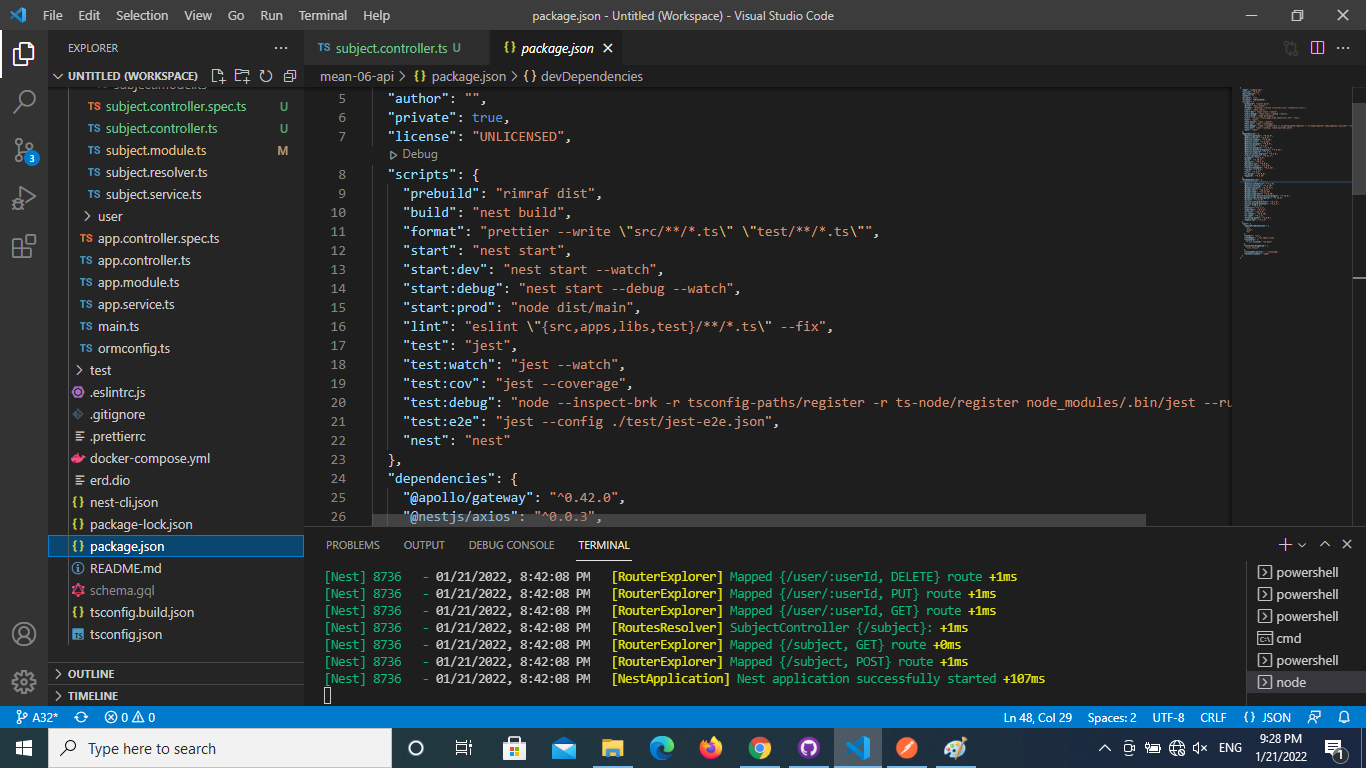 File Edit Selection View Go Run Terminal Help
package.json - Untitled (Workspace) - Visual Studio Code
EXPLORER
UNTITLED (WORKSPACE)
TS subject.controller.spec.ts U
TS subject.controller.ts U
TS subject.module.ts M
TS subject.resolver.ts
TS subject.service.ts
user
TS app.controller.spec.ts
TS app.controller.ts
TS app.module.ts
TS app.service.ts
TS main.ts
TS ormconfig.ts
test
.eslintrc.js
.gitignore
.prettierrc
docker-compose.yml
erd.dio
{} nest-cli.json
{} package-lock.json
{} package.json
README.md
schema.gql
{} tsconfig.build.json
TS tsconfig.json
OUTLINE
TIMELINE
3
TS subject.controller.ts U
{} package.json
mean-06-api > {} package.json > {} devDependencies
5 "author": "",
6 "private": true,
7 "license": "UNLICENSED",
Debug
8 "scripts": {
9 "prebuild": "rimraf dist",
10 "build": "nest build",
11 "format": "prettier --write \"src/**/*.ts\" \"test/**/*.ts\"",
12 "start": "nest start",
13 "start:dev": "nest start --watch",
14 "start:debug": "nest start --debug --watch",
15 "start:prod": "node dist/main",
16 "lint": "eslint \"{src,apps,libs,test}/**/*.ts\" --fix",
17 "test": "jest",
18 "test:watch": "jest --watch",
19 "test:cov": "jest --coverage",
20 "test:debug": "node --inspect-brk -r tsconfig-paths/register -r ts-node/register node_modules/.bin/jest --ru
21 "test:e2e": "jest --config ./test/jest-e2e.json",
22 "nest": "nest"
23 },
24 "dependencies": {
25 "@apollo/gateway": "^0.42.0",
26 "@nestjs/axios": "^0.0.3",
PROBLEMS OUTPUT DEBUG CONSOLE TERMINAL
[Nest] 8736 - 01/21/2022, 8:42:08 PM [RouterExplorer] Mapped {/user/:userId, DELETE} route +1ms
[Nest] 8736 - 01/21/2022, 8:42:08 PM [RouterExplorer] Mapped {/user/:userId, PUT} route +1ms
[Nest] 8736 - 01/21/2022, 8:42:08 PM [RouterExplorer] Mapped {/user/:userId, GET} route +1ms
[Nest] 8736 - 01/21/2022, 8:42:08 PM [RoutesResolver] SubjectController {/subject}: +1ms
[Nest] 8736 - 01/21/2022, 8:42:08 PM [RouterExplorer] Mapped {/subject, GET} route +0ms
[Nest] 8736 - 01/21/2022, 8:42:08 PM [RouterExplorer] Mapped {/subject, POST} route +1ms
[Nest] 8736 - 01/21/2022, 8:42:08 PM [NestApplication] Nest application successfully started +107ms
powershell
powershell
powershell
cmd
powershell
node
A32* 0 0
Ln 48, Col 29 Spaces: 2 UTF-8 CRLF {} JSON
Type here to search
ENG
9:28 PM
1/21/2022
1